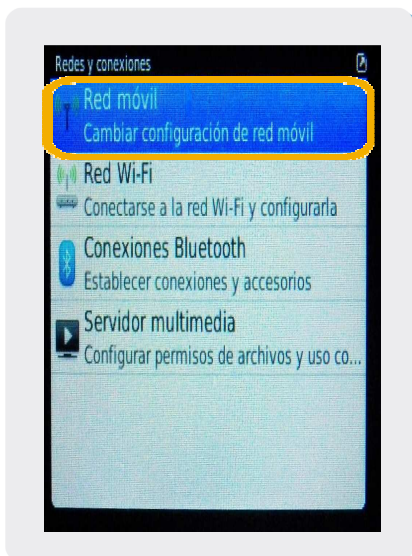 Redes y conexiones
Red móvil
Cambiar configuración de red móvil
Red Wi-Fi
Conectarse a la red Wi-Fi y configurarla
Conexiones Bluetooth
Establecer conexiones y accesorios
Servidor multimedia
Configurar permisos de archivos y uso co...